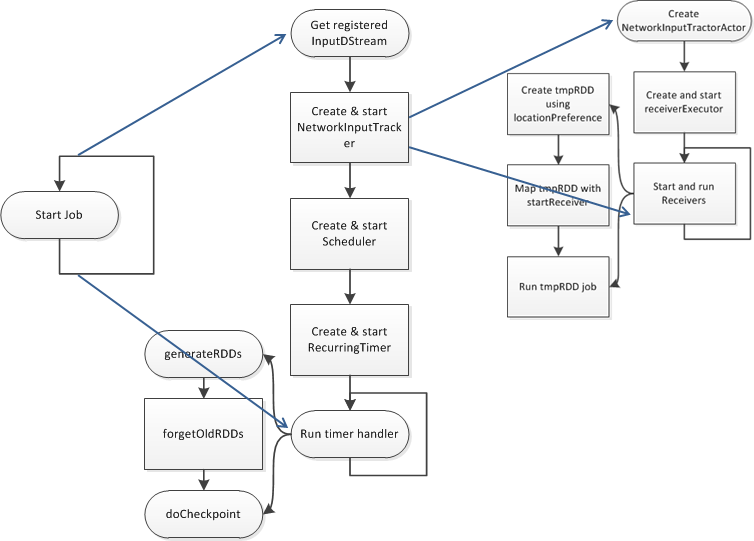 Get registered
InputDStream
Create & start
NetworkInputTrack
er
Create & start
Scheduler
Create & start
RecurringTimer
Run timer handler
Start Job
generateRDDs
forgetOldRDDs
doCheckpoint
Create
NetworkInputTractorActor
Create and start
receiverExecutor
Start and run
Receivers
Create tmpRDD
using
locationPreference
Map tmpRDD with
startReceiver
Run tmpRDD job